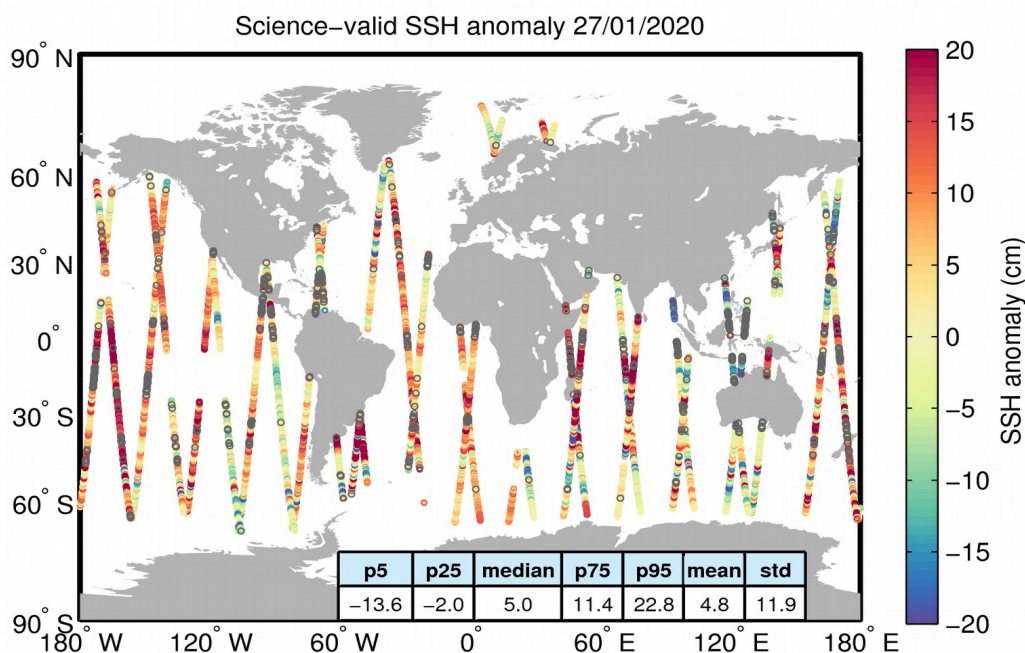 Science−valid SSH anomaly 27/01/2020
90° N
60° N
30° N
0°
30° S
60° S
90° S
180° W
120° W
60° W
0°
60° E
120° E
180° E
p5 p25 median p75 p95 mean std
−13.6 −2.0 5.0 11.4 22.8 4.8 11.9
20
15
10
5
0
−5
−10
−15
−20
SSH anomaly (cm)